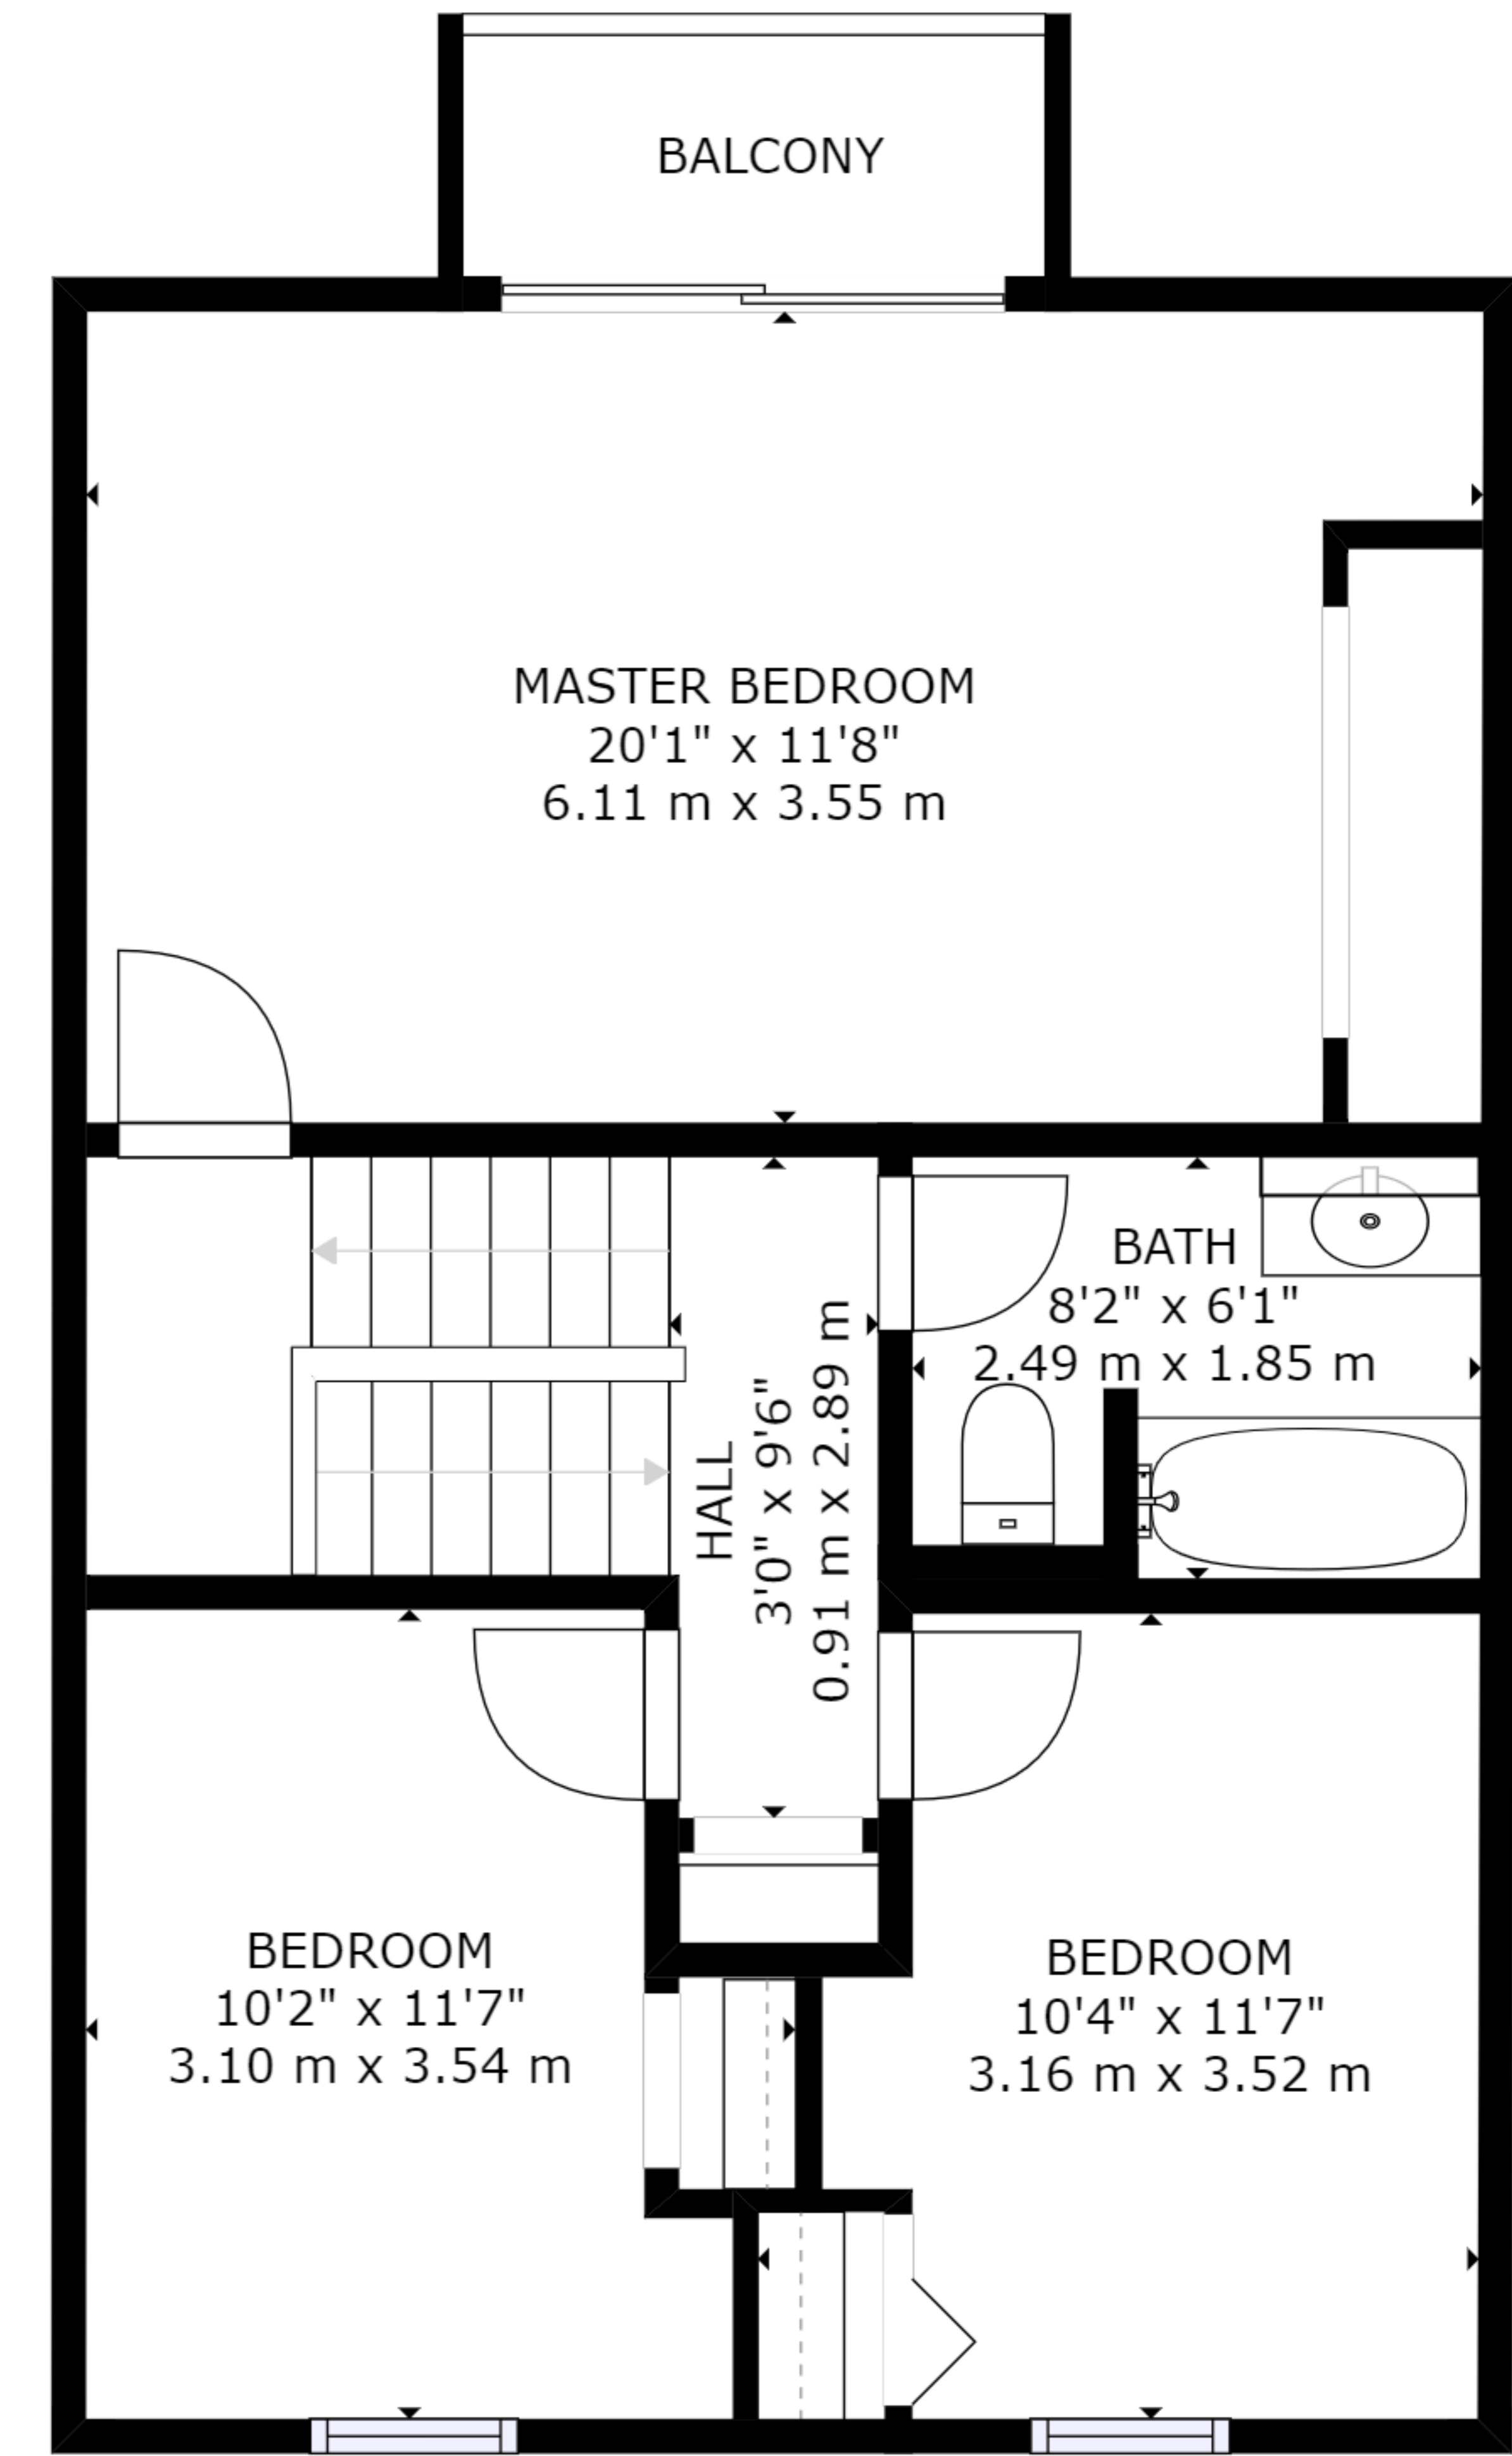 BALCONY
MASTER BEDROOM
20'1" x 11'8"
6.11 m x 3.55 m
BATH
8'2" x 6'1"
2.49 m x 1.85 m
HALL
3'0" x 9'6"
0.91 m x 2.89 m
BEDROOM
10'2" x 11'7"
3.10 m x 3.54 m
BEDROOM
10'4" x 11'7"
3.16 m x 3.52 m